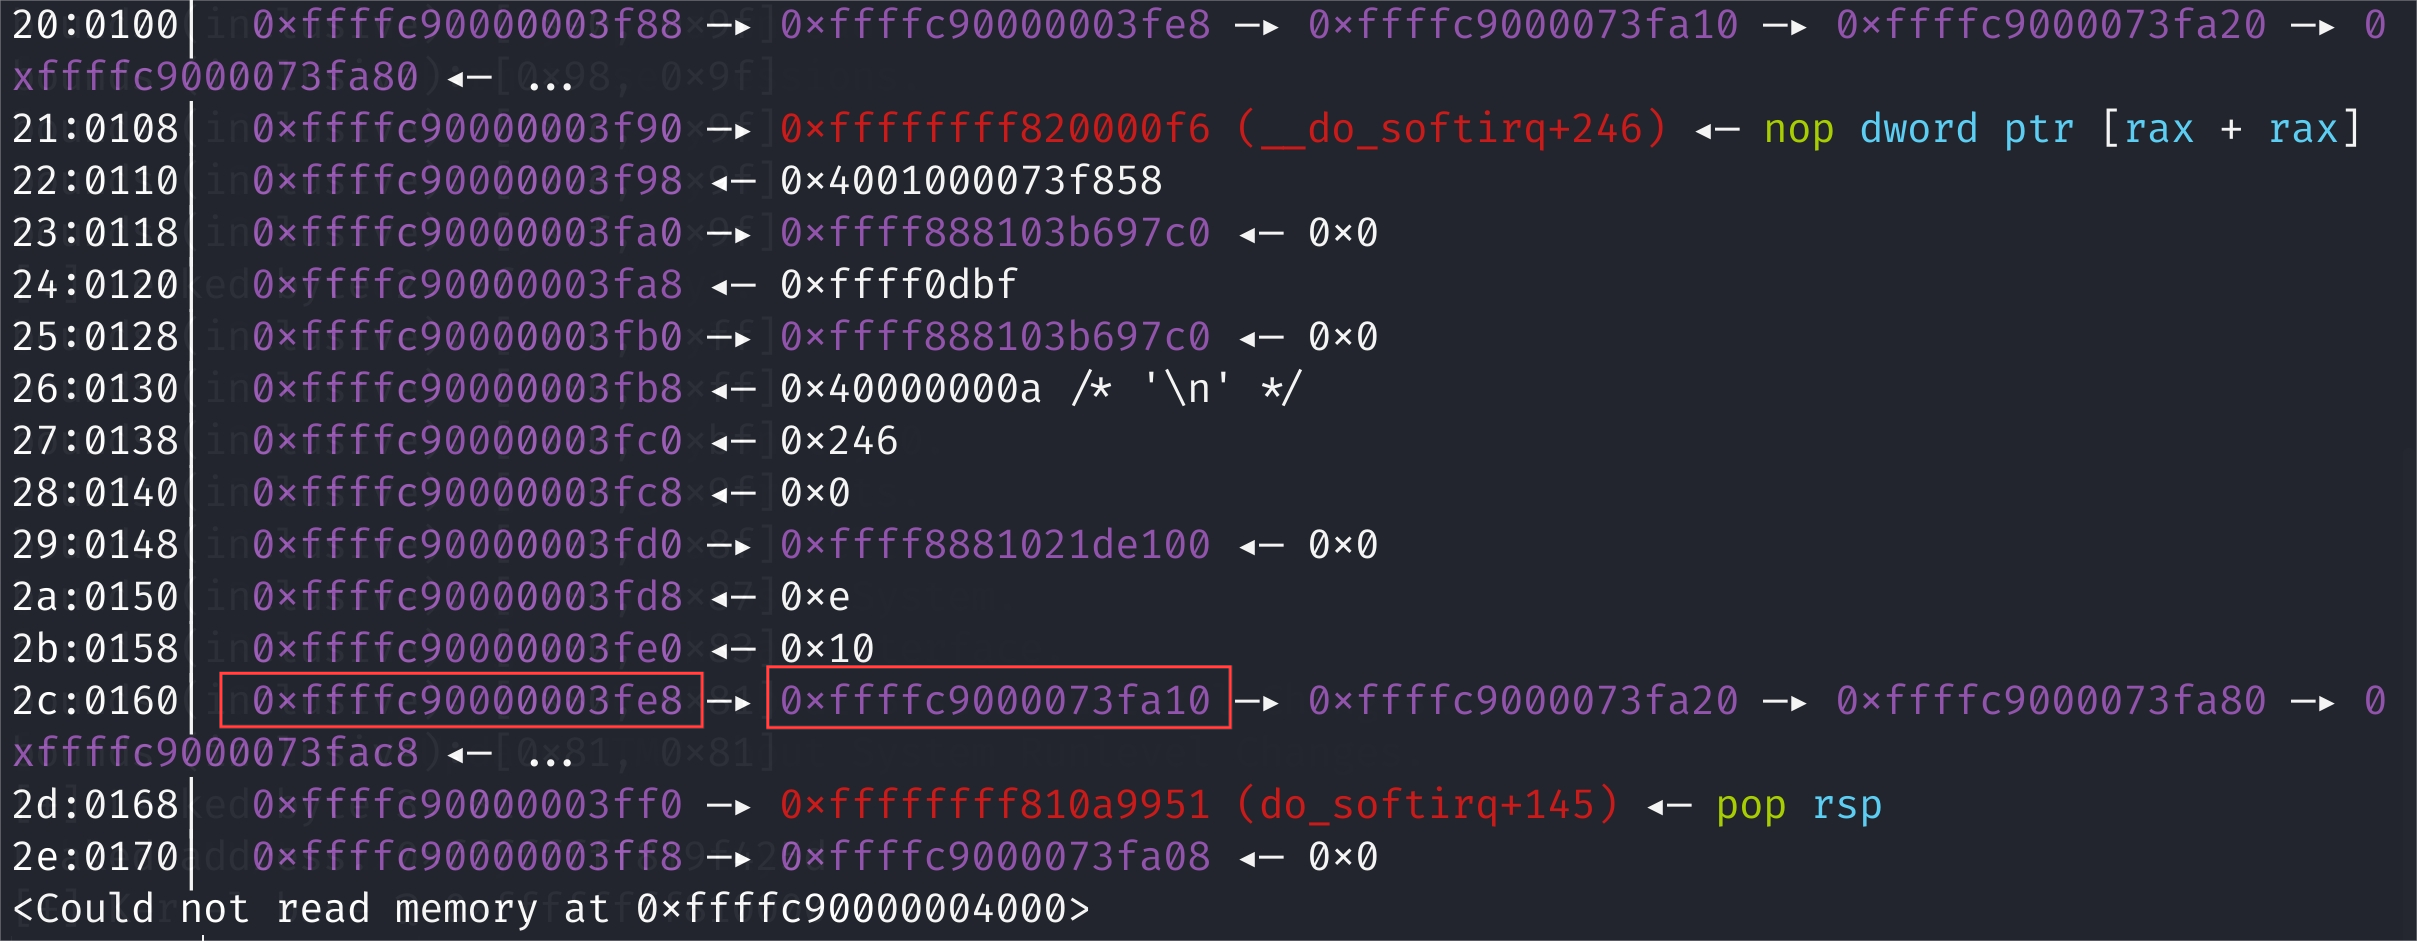 20:0100│ 0×ffffc90000003f88 —▸ 0×ffffc90000003fe8 —▸ 0×ffffc9000073fa10 —▸ 0×ffffc9000073fa20 —▸ 0
xffffc9000073fa80 ◂— ...
21:0108│ 0×ffffc90000003f90 —▸ 0×ffffffff820000f6 (__do_softirq+246) ◂— nop dword ptr [rax + rax]
22:0110│ 0×ffffc90000003f98 ◂— 0×4001000073f858
23:0118│ 0×ffffc90000003fa0 —▸ 0×ffff888103b697c0 ◂— 0×0
24:0120│ 0×ffffc90000003fa8 ◂— 0×ffff0dbf
25:0128│ 0×ffffc90000003fb0 —▸ 0×ffff888103b697c0 ◂— 0×0
26:0130│ 0×ffffc90000003fb8 ◂— 0×40000000a /* '\n' */
27:0138│ 0×ffffc90000003fc0 ◂— 0×246
28:0140│ 0×ffffc90000003fc8 ◂— 0×0
29:0148│ 0×ffffc90000003fd0 —▸ 0×ffff8881021de100 ◂— 0×0
2a:0150│ 0×ffffc90000003fd8 ◂— 0×e
2b:0158│ 0×ffffc90000003fe0 ◂— 0×10
2c:0160│ 0×ffffc90000003fe8 —▸ 0×ffffc9000073fa10 —▸ 0×ffffc9000073fa20 —▸ 0×ffffc9000073fa80 —▸ 0
xffffc9000073fac8 ◂— ...
2d:0168│ 0×ffffc90000003ff0 —▸ 0×ffffffff810a9951 (do_softirq+145) ◂— pop rsp
2e:0170│ 0×ffffc90000003ff8 —▸ 0×ffffc9000073fa08 ◂— 0×0
<Could not read memory at 0×ffffc90000004000>